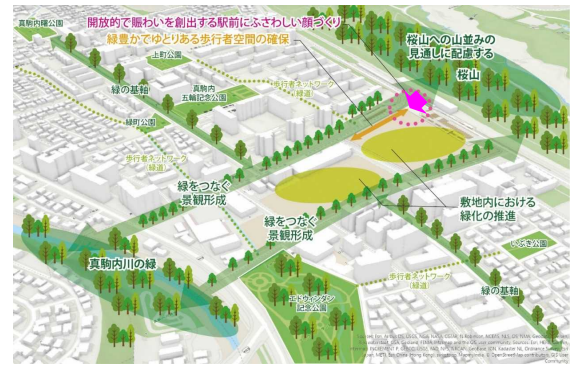 開放的で賑わいを創出する駅前にふさわしい顔づくり
緑豊かでゆとりある歩行者空間の確保
桜山への山並みの
見通しに配慮する
桜山
真駒内曙公園
上町公園
緑の基軸
真駒内
五輪記念公園
歩行者ネットワーク
(緑道)
緑町公園
歩行者ネットワーク
(緑道)
緑をつなぐ
景観形成
緑をつなぐ
景観形成
敷地内における
緑化の推進
真駒内川の緑
いぶき公園
歩行者ネットワーク
(緑道)
エドウィンダン
記念公園
緑の基軸
Community